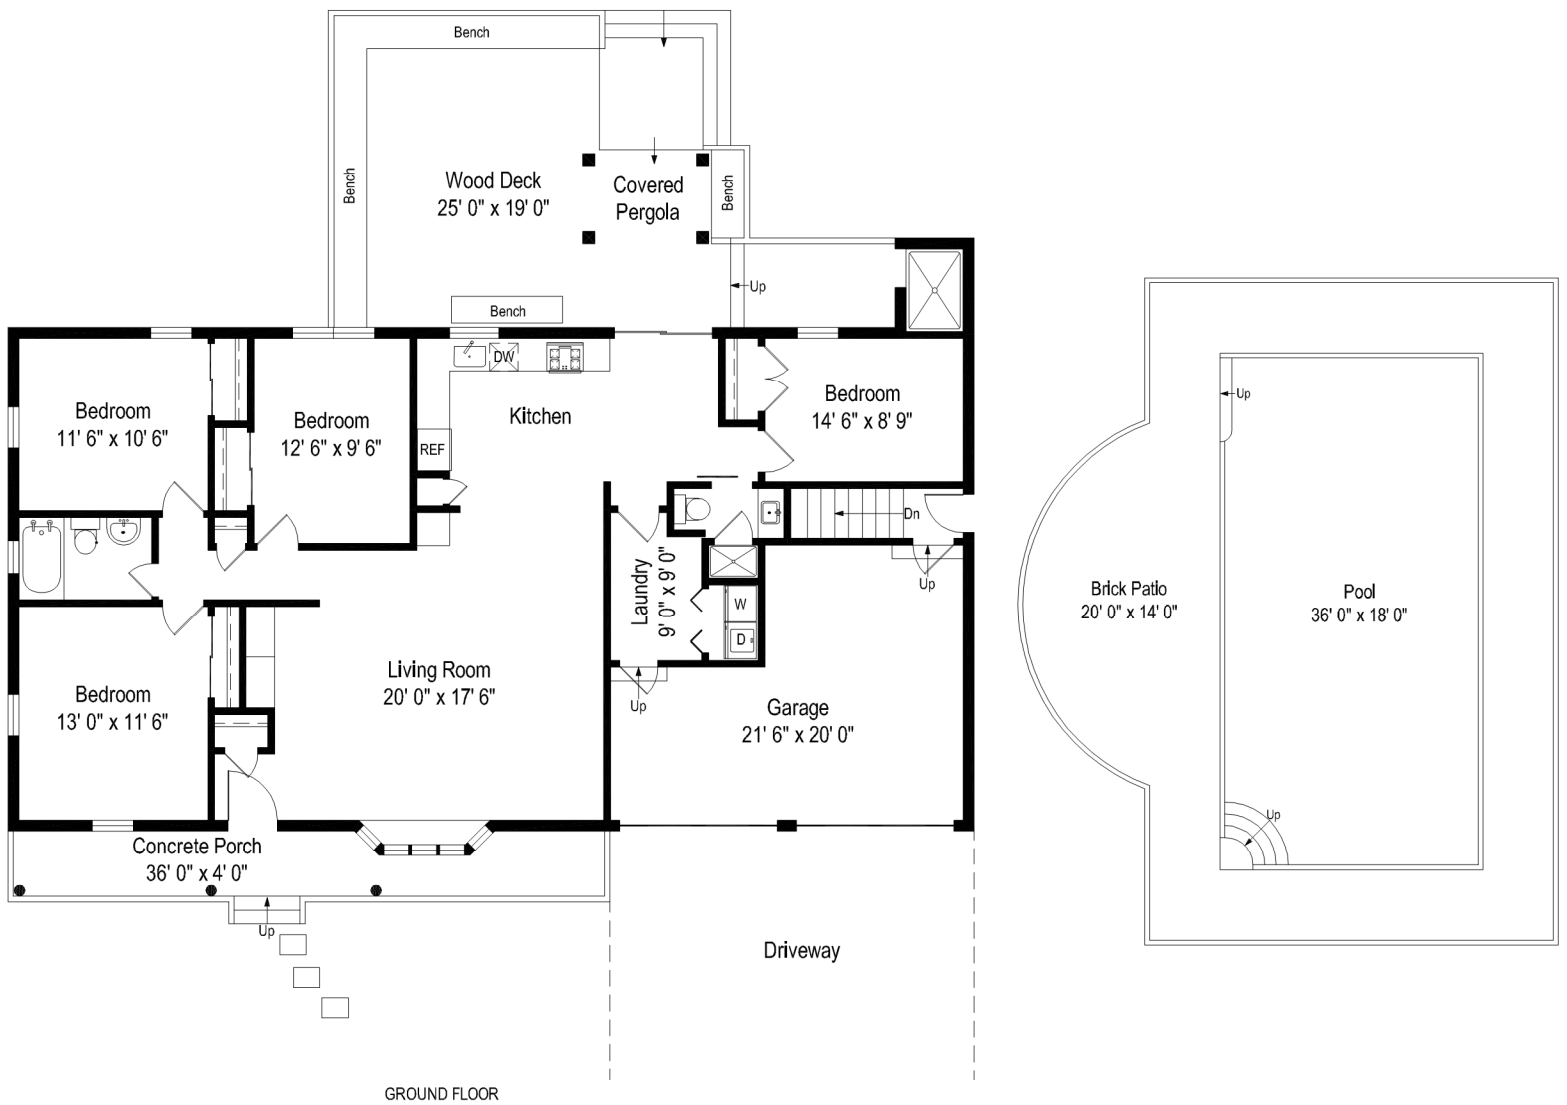 Bench
Bench
Wood Deck
25' 0" x 19' 0"
Covered
Pergola
Bench
Up
Bench
DW
Kitchen
REF
Bedroom
11' 6" x 10' 6"
Bedroom
12' 6" x 9' 6"
Bedroom
14' 6" x 8' 9"
Dn
Up
Laundry
9' 0" x 9' 0"
W
D
Up
Living Room
20' 0" x 17' 6"
Bedroom
13' 0" x 11' 6"
Garage
21' 6" x 20' 0"
Concrete Porch
36' 0" x 4' 0"
Up
Driveway
GROUND FLOOR
Up
Brick Patio
20' 0" x 14' 0"
Pool
36' 0" x 18' 0"
Up